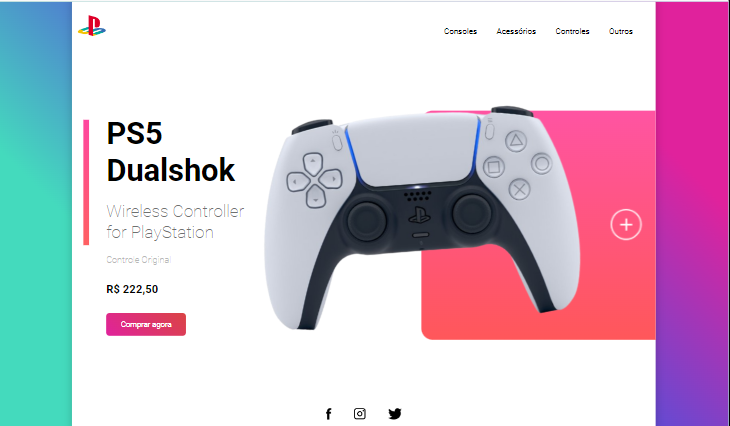 Consoles Acessórios Controles Outros
PS5
Dualshok
Wireless Controller
for PlayStation
Controle Original
R$ 222,50
Comprar agora